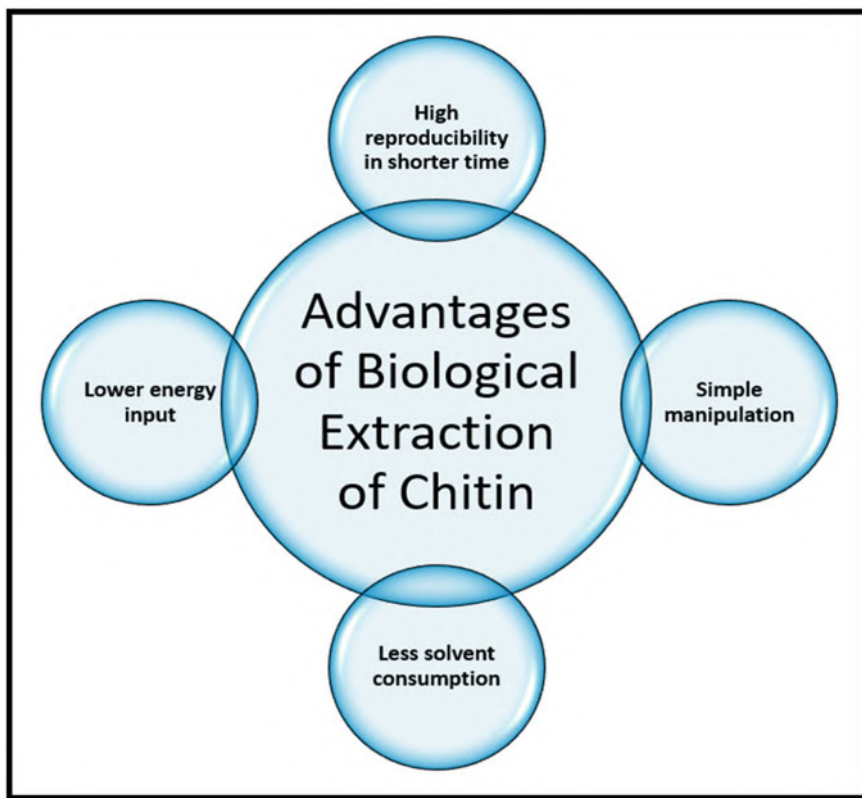 High
reproducibility
in shorter time
Advantages
of Biological
Extraction
of Chitin
Lower energy
input
Simple
manipulation
Less solvent
consumption